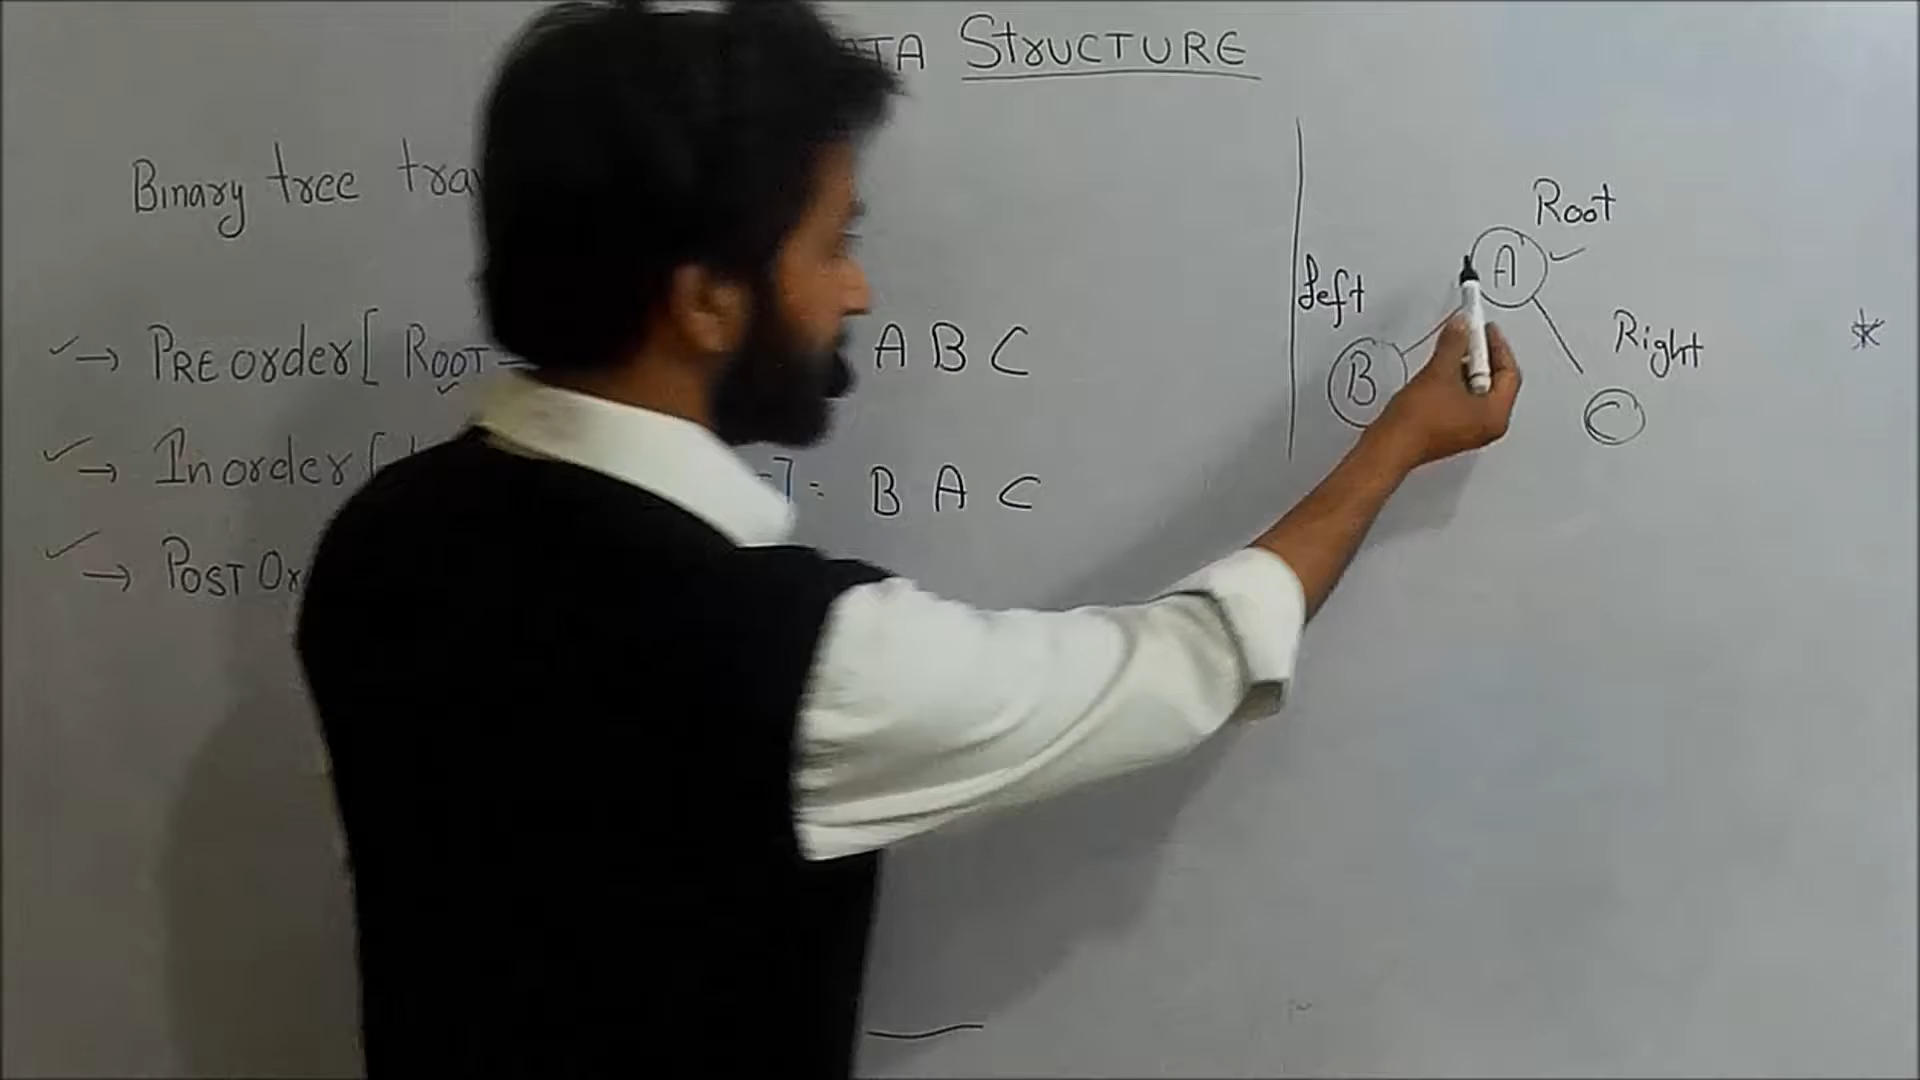 STRUCTURE
Binary tree
→ PREorder [ ROOT → A B C
→ Inorder [ -] = B A C
→ POST
Root
A
Left
B
Right
C
*